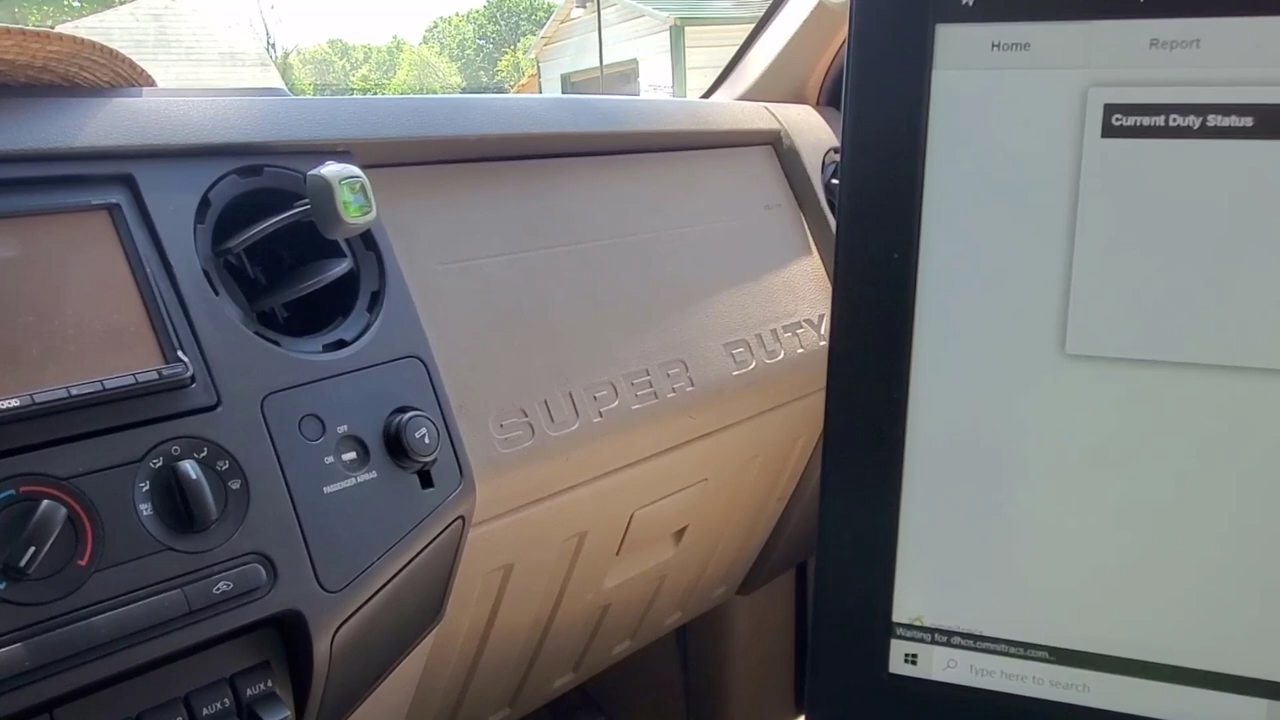 Home
Report
Current Duty Status
SUPER DUTY
OFF
ON
PASSENGER AIRBAG
MAX
A/C
AUX 3
AUX 4
Waiting for dhos.omnitracs.com...
Type here to search